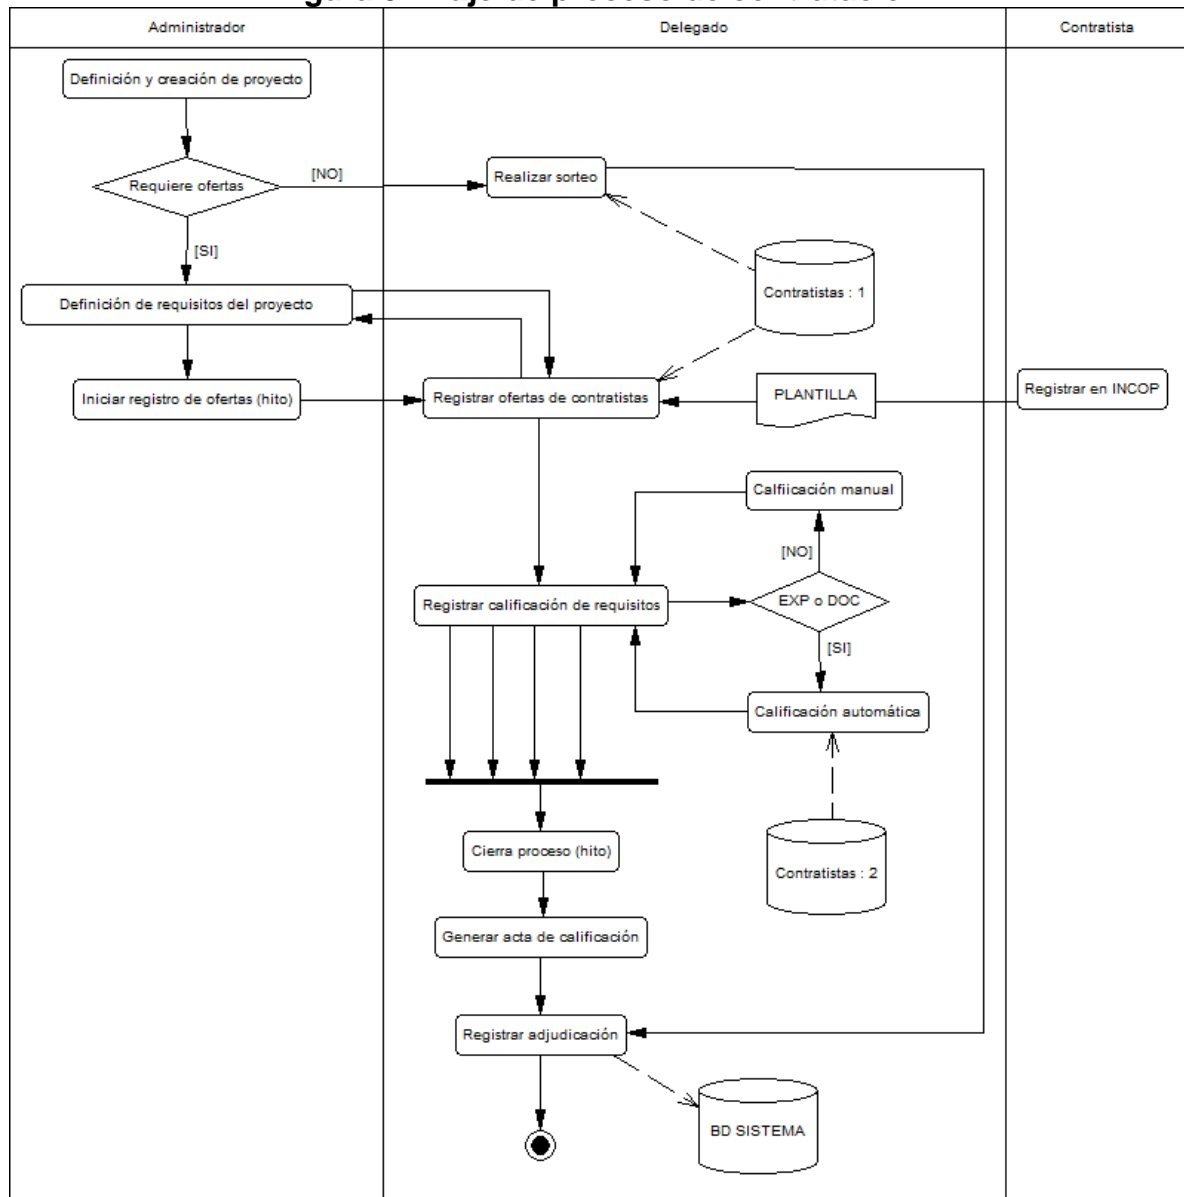 Administrador
Delegado
Contratista
Definición y creación de proyecto
Requiere ofertas
[NO]
Realizar sorteo
[SI]
Contratistas : 1
Definición de requisitos del proyecto
Iniciar registro de ofertas (hito)
Registrar ofertas de contratistas
PLANTILLA
Registrar en INCOP
Calfiicación manual
[NO]
Registrar calificación de requisitos
EXP o DOC
[SI]
Calificación automática
Cierra proceso (hito)
Contratistas : 2
Generar acta de calificación
Registrar adjudicación
BD SISTEMA